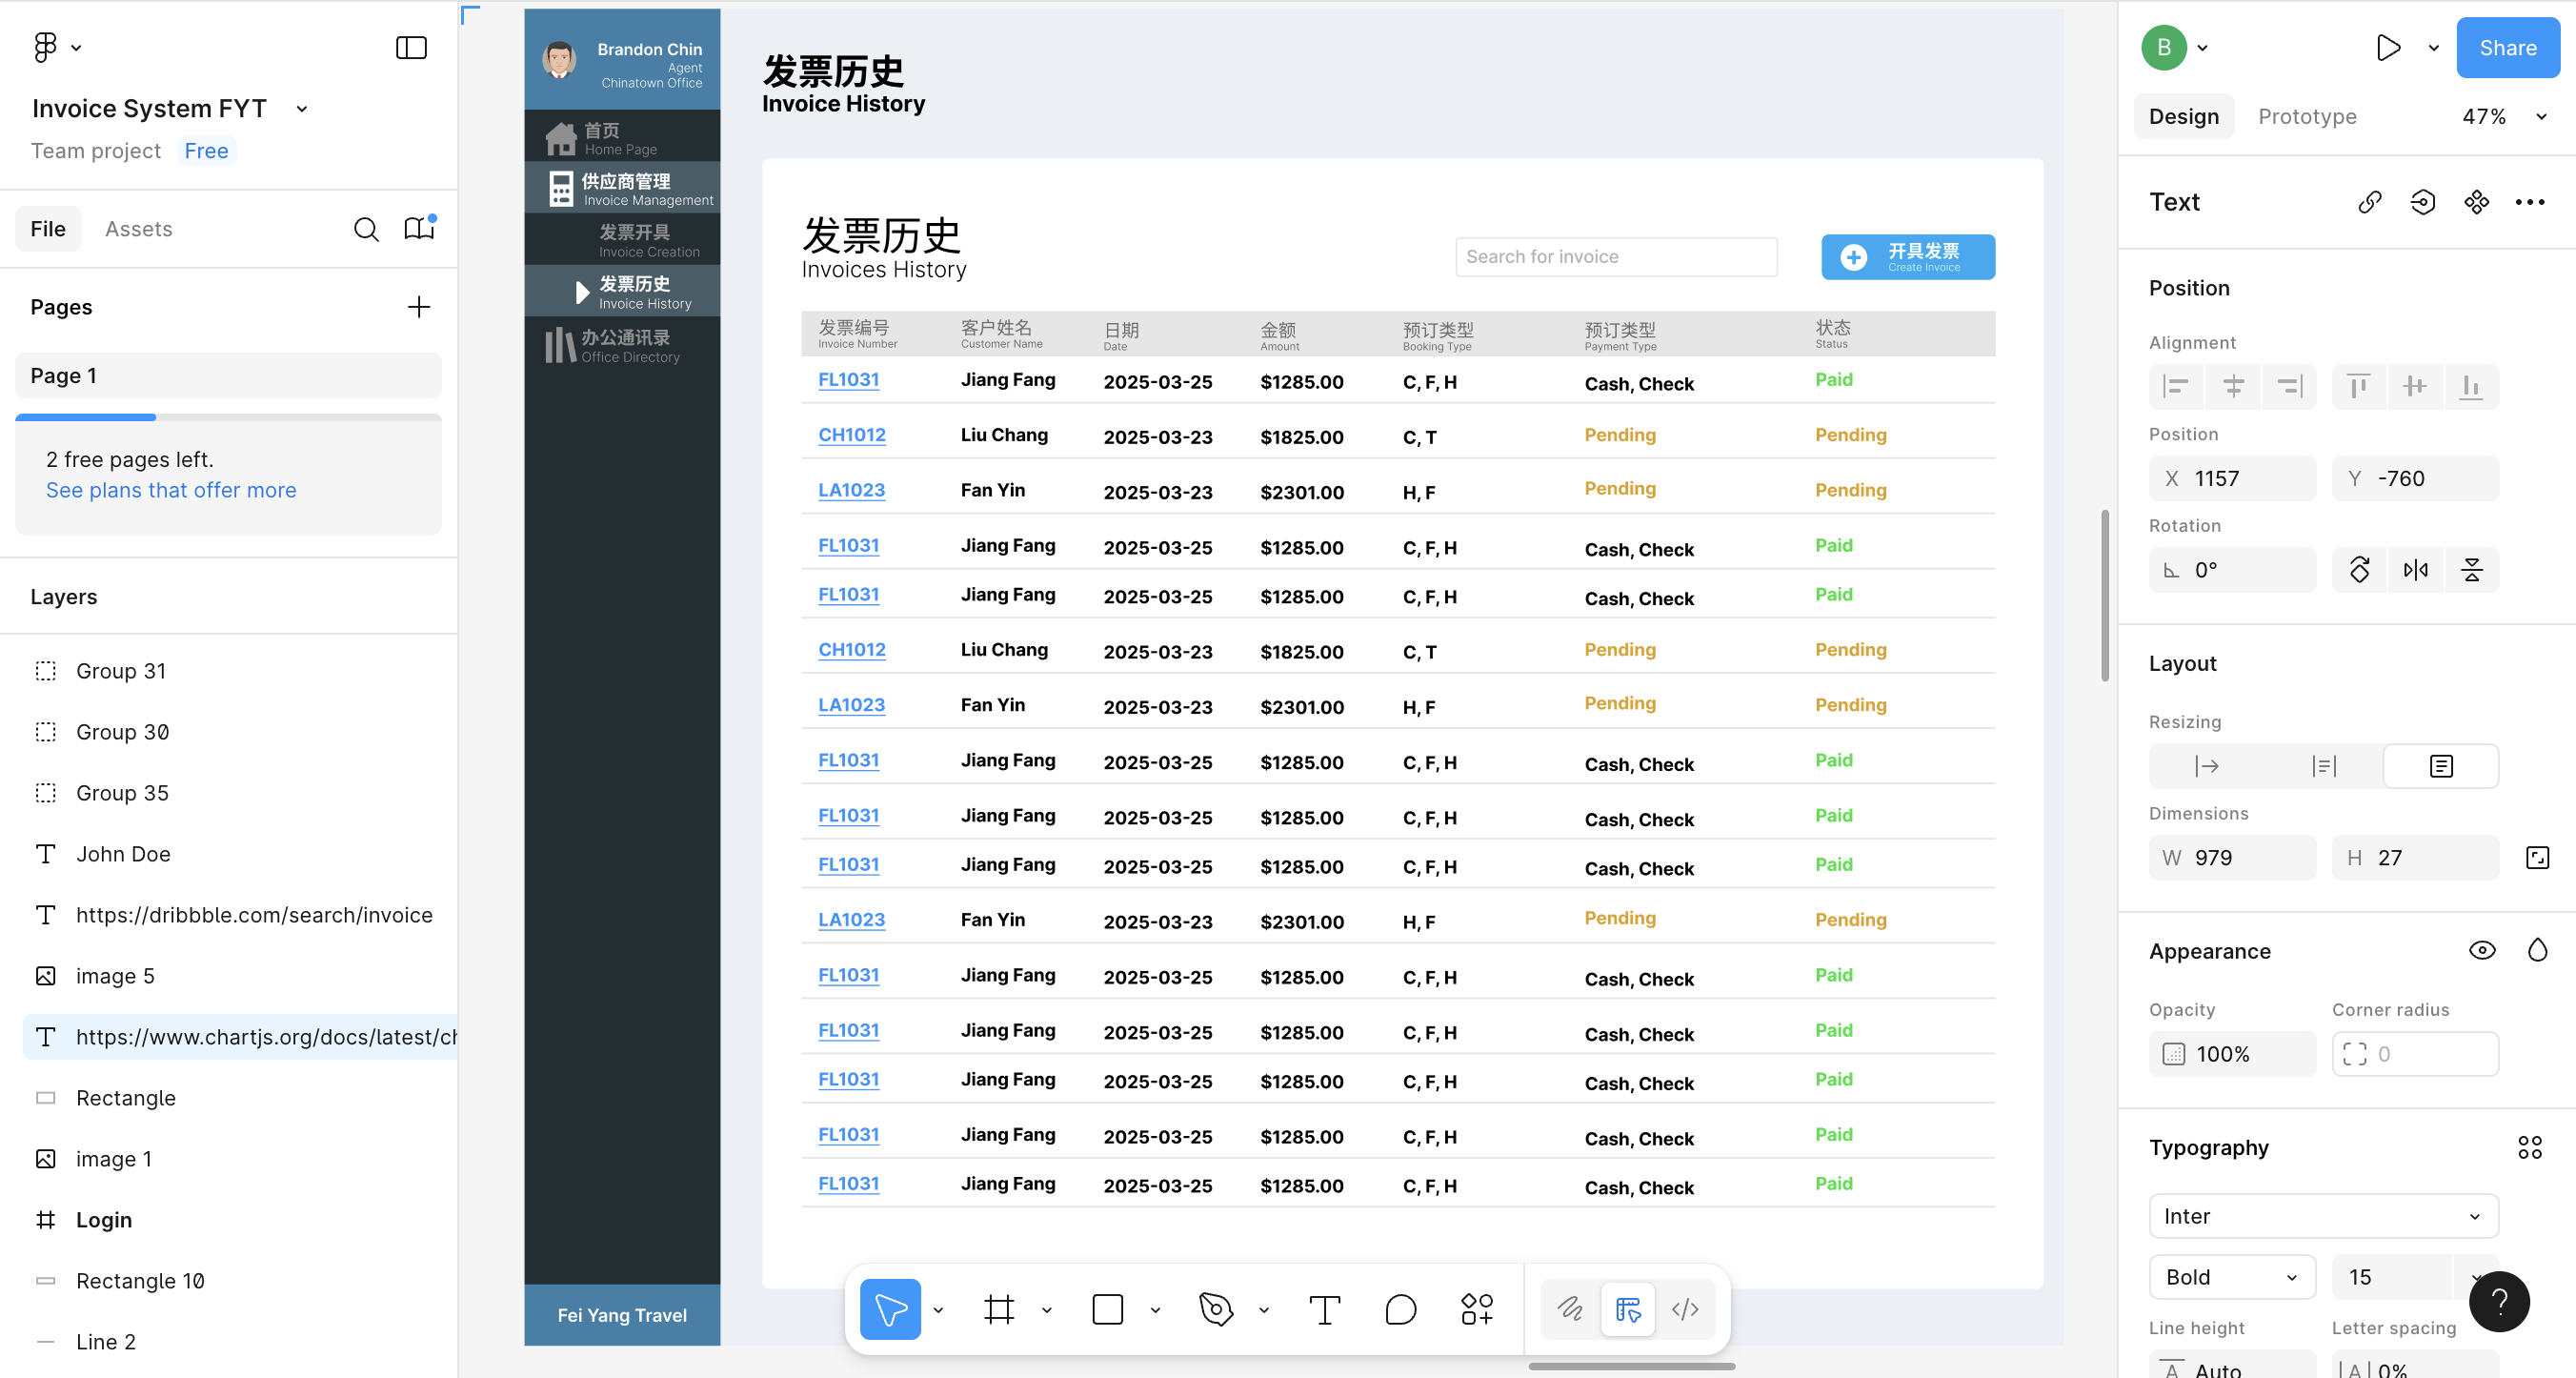 Invoice System FYT
Team project Free
File Assets
Pages
Page 1
2 free pages left.
See plans that offer more
Layers
Group 31
Group 30
Group 35
John Doe
https://dribbble.com/search/invoice
image 5
https://www.chartjs.org/docs/latest/ch
Rectangle
image 1
Login
Rectangle 10
Line 2
Brandon Chin
Agent
Chinatown Office
首页
Home Page
供应商管理
Invoice Management
发票开具
Invoice Creation
发票历史
Invoice History
办公通讯录
Office Directory
Fei Yang Travel
发票历史
Invoice History
发票历史
Invoices History
Search for invoice
开具发票
Create Invoice
发票编号 客户姓名 日期 金额 预订类型 预订类型 状态
Invoice Number Customer Name Date Amount Booking Type Payment Type Status
FL1031 Jiang Fang 2025-03-25 $1285.00 C, F, H Cash, Check Paid
CH1012 Liu Chang 2025-03-23 $1825.00 C, T Pending Pending
LA1023 Fan Yin 2025-03-23 $2301.00 H, F Pending Pending
FL1031 Jiang Fang 2025-03-25 $1285.00 C, F, H Cash, Check Paid
FL1031 Jiang Fang 2025-03-25 $1285.00 C, F, H Cash, Check Paid
CH1012 Liu Chang 2025-03-23 $1825.00 C, T Pending Pending
LA1023 Fan Yin 2025-03-23 $2301.00 H, F Pending Pending
FL1031 Jiang Fang 2025-03-25 $1285.00 C, F, H Cash, Check Paid
FL1031 Jiang Fang 2025-03-25 $1285.00 C, F, H Cash, Check Paid
FL1031 Jiang Fang 2025-03-25 $1285.00 C, F, H Cash, Check Paid
LA1023 Fan Yin 2025-03-23 $2301.00 H, F Pending Pending
FL1031 Jiang Fang 2025-03-25 $1285.00 C, F, H Cash, Check Paid
FL1031 Jiang Fang 2025-03-25 $1285.00 C, F, H Cash, Check Paid
FL1031 Jiang Fang 2025-03-25 $1285.00 C, F, H Cash, Check Paid
FL1031 Jiang Fang 2025-03-25 $1285.00 C, F, H Cash, Check Paid
FL1031 Jiang Fang 2025-03-25 $1285.00 C, F, H Cash, Check Paid
B
Share
Design Prototype 47%
Text
Position
Alignment
Position
X 1157 Y -760
Rotation
0°
Layout
Resizing
Dimensions
W 979 H 27
Appearance
Opacity Corner radius
100% 0
Typography
Inter
Bold 15
?
Line height Letter spacing
Auto 0%